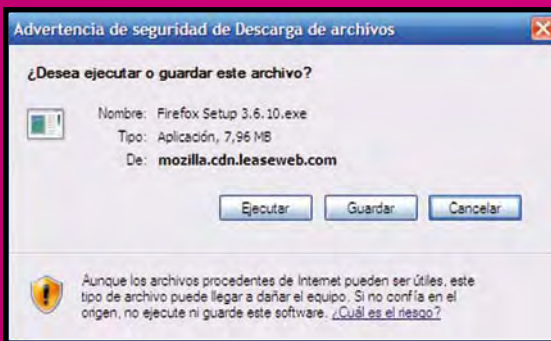 Advertencia de seguridad de Descarga de archivos
¿Desea ejecutar o guardar este archivo?
Nombre: Firefox Setup 3.6.10.exe
Tipo: Aplicación, 7,96 MB
De: mozilla.cdn.leaseweb.com
Ejecutar Guardar Cancelar
Aunque los archivos procedentes de Internet pueden ser útiles, este
tipo de archivo puede llegar a dañar el equipo. Si no confía en el
origen, no ejecute ni guarde este software. ¿Cuál es el riesgo?